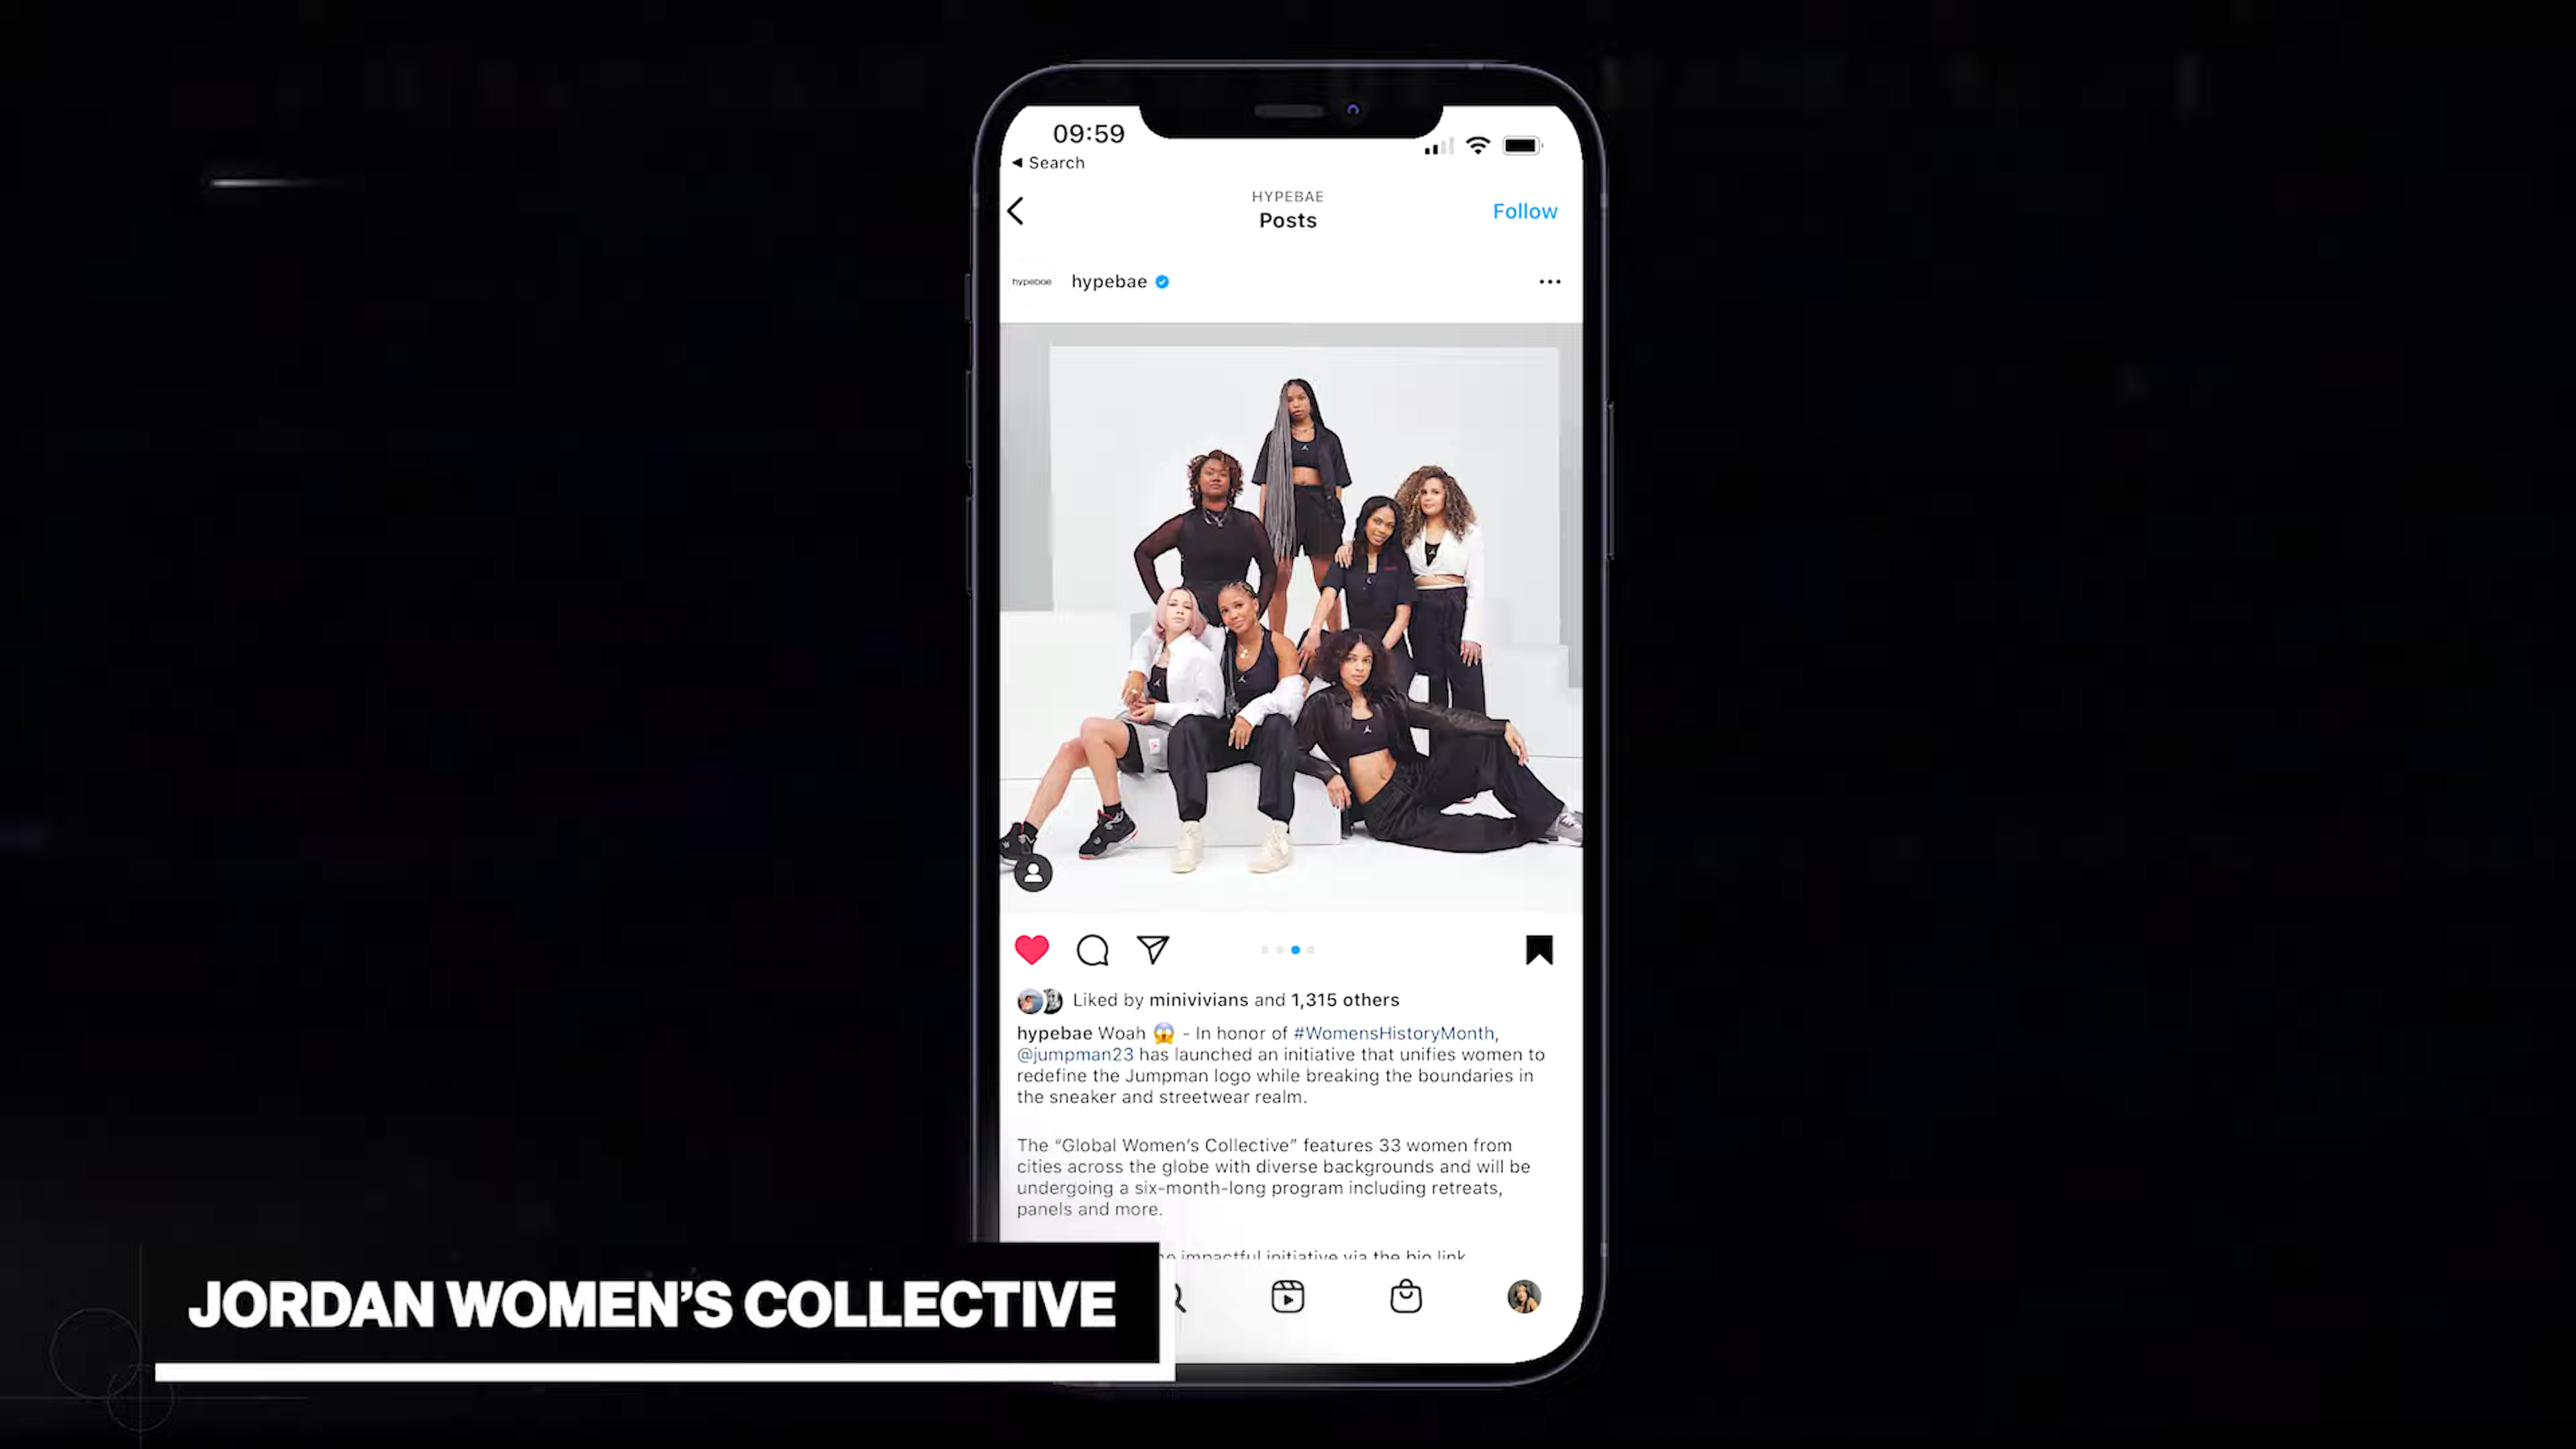 09:59
Search
HYPEBAE
Posts
Follow
hypebae
hypebae
Liked by minivivians and 1,315 others
hypebae Woah 😱 - In honor of #WomensHistoryMonth,
@jumpman23 has launched an initiative that unifies women to
redefine the Jumpman logo while breaking the boundaries in
the sneaker and streetwear realm.
The “Global Women’s Collective” features 33 women from
cities across the globe with diverse backgrounds and will be
undergoing a six-month-long program including retreats,
panels and more.
impactful initiative via the bio link
JORDAN WOMEN’S COLLECTIVE